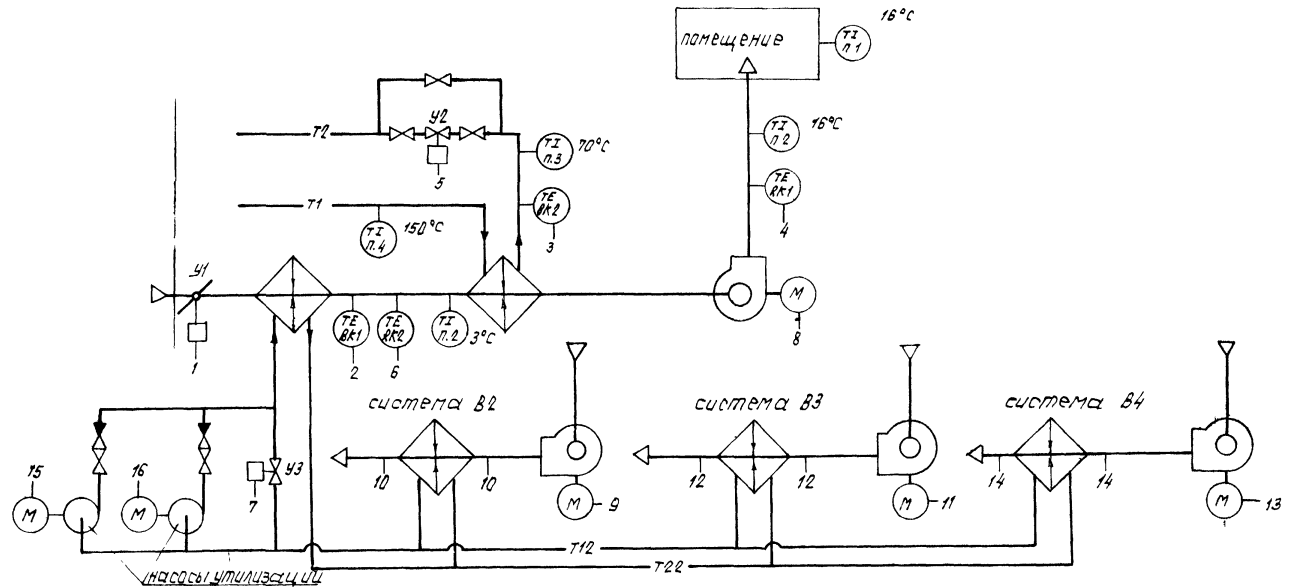 16°C
ПОМЕЩЕНИЕ
TI
П.1
У2
T2
TI
П.2
16°C
TI
П.3
70°C
5
TE
RK1
T1
TE
BK2
4
TI
П.4
150°C
3
У1
M
8
TE
BK1
TE
RK2
TI
П.2
3°C
1
2
6
система В2
система В3
система В4
15
16
У3
10
10
12
12
14
14
7
M
M
M
9
M
11
M
13
T12
T22
насосы утилизации